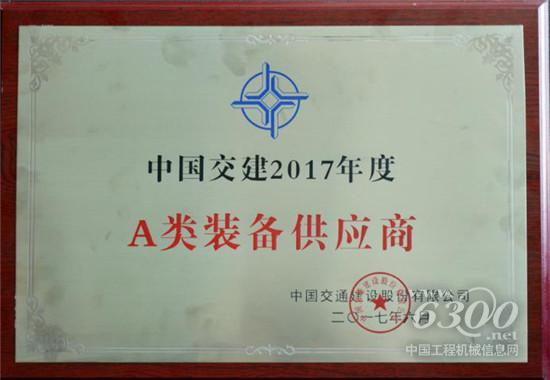 中国交建2017年度
A类装备供应商
中国交通建设股份有限公司
二〇一七年六月
www.
6300
.net
中国工程机械信息网